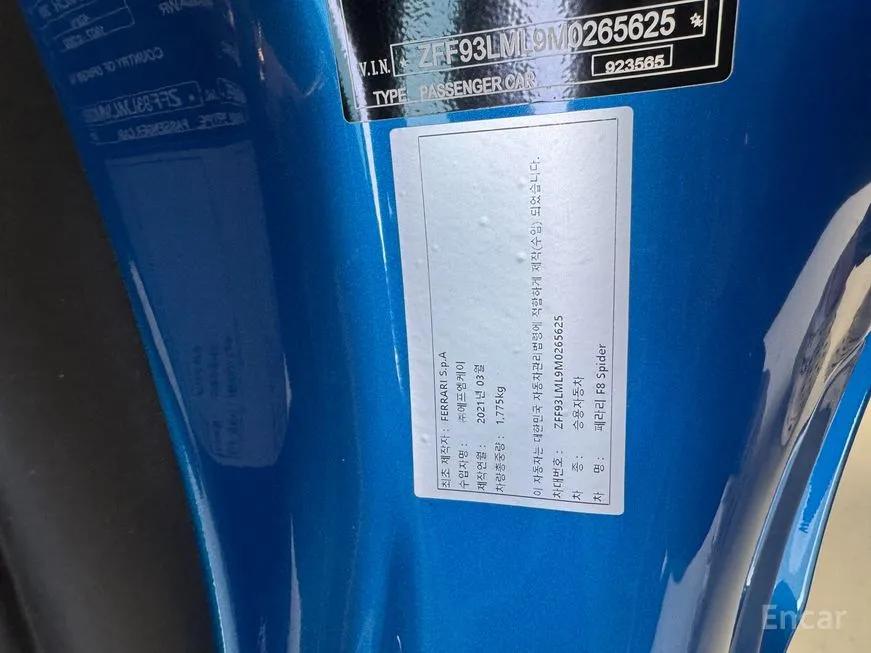 V.I.N. * ZFF93LML9M0265625 *
TYPE PASSENGER CAR 923565
최초 제작자 : FERRARI S.p.A
수입자명 : ㈜에프엠케이
제작연월 : 2021년 03월
차량총중량 : 1,775kg
이 자동차는 대한민국 자동차관리법령에 적합하게 제작(수입) 되었습니다.
차대번호 : ZFF93LML9M0265625
차 종 : 승용자동차
차 명 : 페라리 F8 Spider
Encar